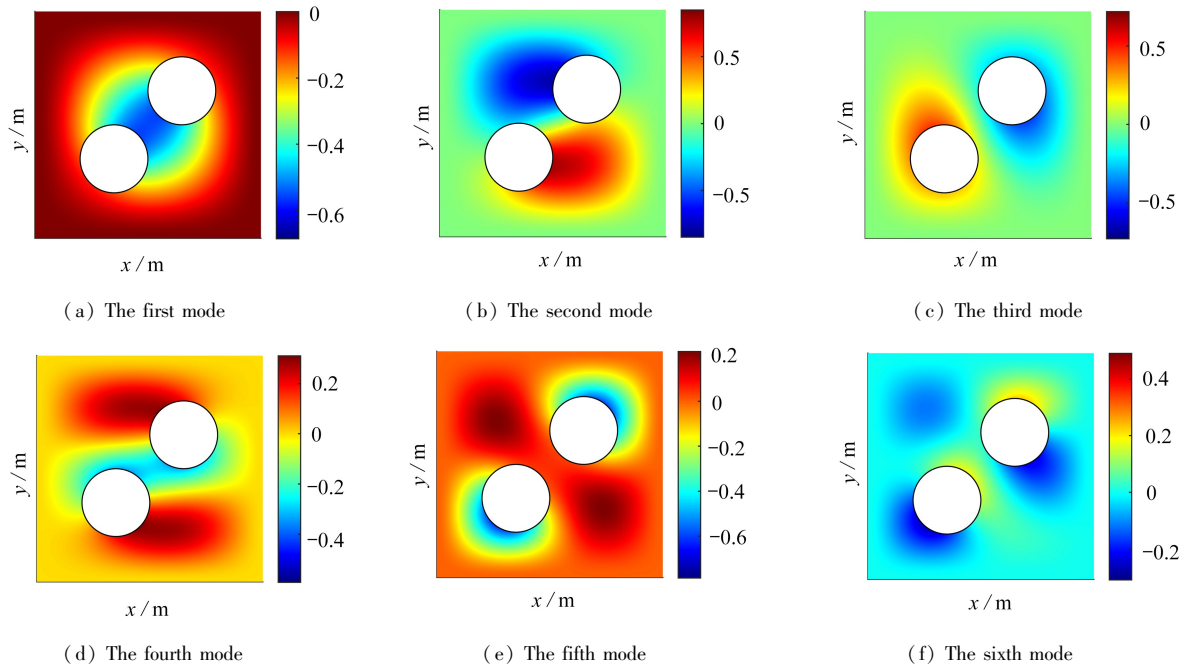 0
−0.2
−0.4
−0.6
y / m
x / m
(a) The first mode
0.5
0
−0.5
y / m
x / m
(b) The second mode
0.5
0
−0.5
y / m
x / m
(c) The third mode
0.2
0
−0.2
−0.4
y / m
x / m
(d) The fourth mode
0.2
0
−0.2
−0.4
−0.6
y / m
x / m
(e) The fifth mode
0.4
0.2
0
−0.2
y / m
x / m
(f) The sixth mode